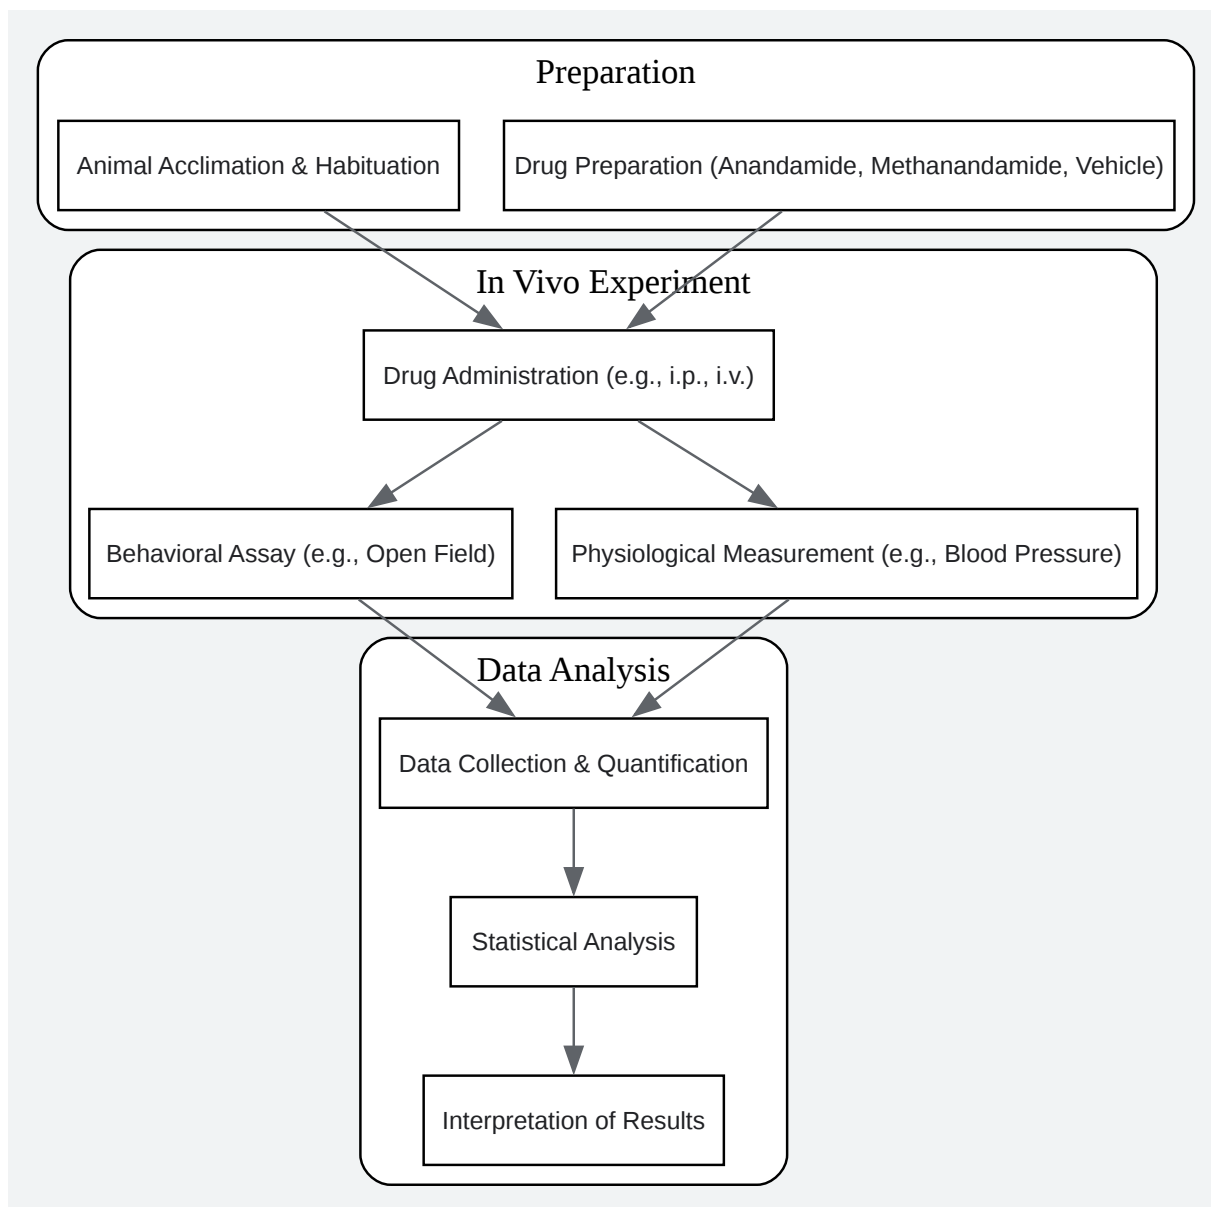 Preparation
Animal Acclimation & Habituation
Drug Preparation (Anandamide, Methanandamide, Vehicle)
In Vivo Experiment
Drug Administration (e.g., i.p., i.v.)
Behavioral Assay (e.g., Open Field)
Physiological Measurement (e.g., Blood Pressure)
Data Analysis
Data Collection & Quantification
Statistical Analysis
Interpretation of Results